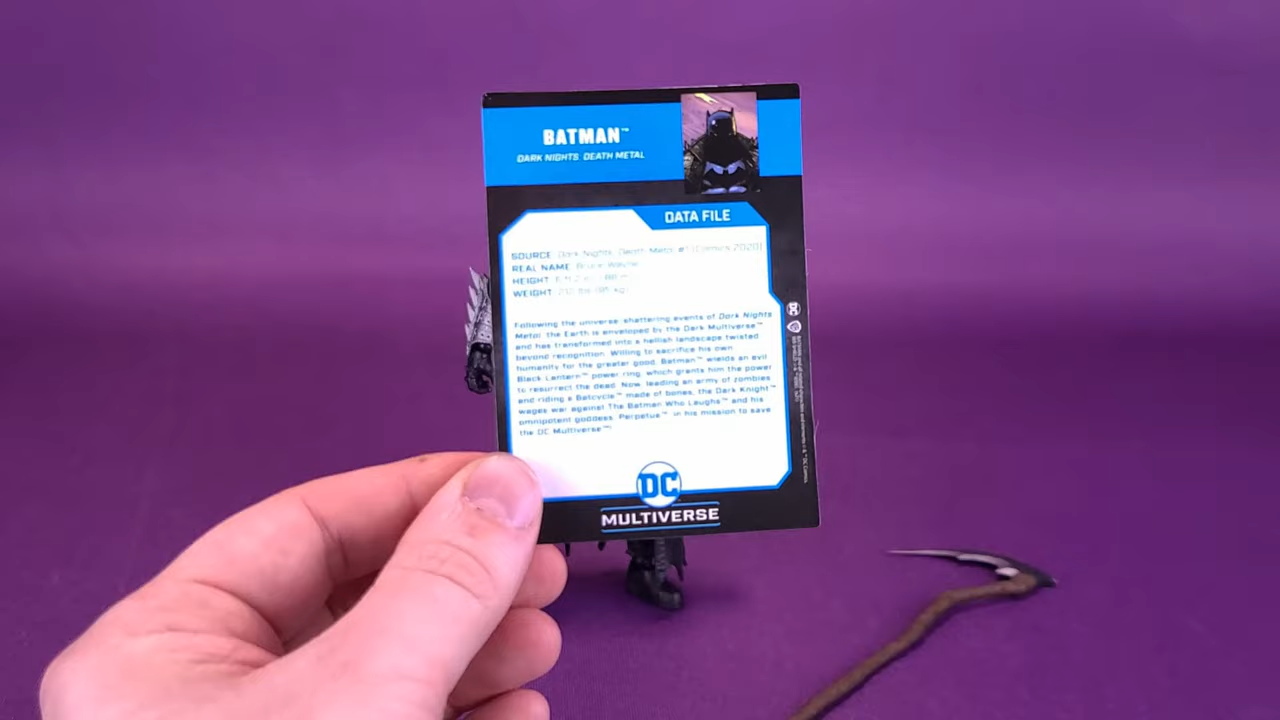 BATMAN™
DARK NIGHTS: DEATH METAL
DATA FILE
SOURCE: Dark Nights: Death Metal #1 (Comics 2020)
REAL NAME: Bruce Wayne
HEIGHT:
WEIGHT: 210 lbs (95 kg)
Following the universe-shattering events of Dark Nights
Metal, the Earth is enveloped by the Dark Multiverse™
and has transformed into a hellish landscape twisted
beyond recognition. Willing to sacrifice his own
humanity for the greater good, Batman™ wields an evil
Black Lantern™ power ring, which grants him the power
to resurrect the dead. Now, leading an army of zombies
and riding a Batcycle™ made of bones, the Dark Knight™
wages war against The Batman Who Laughs™ and his
omnipotent goddess, Perpetua™ in his mission to save
the DC Multiverse™!
DC
MULTIVERSE
DC